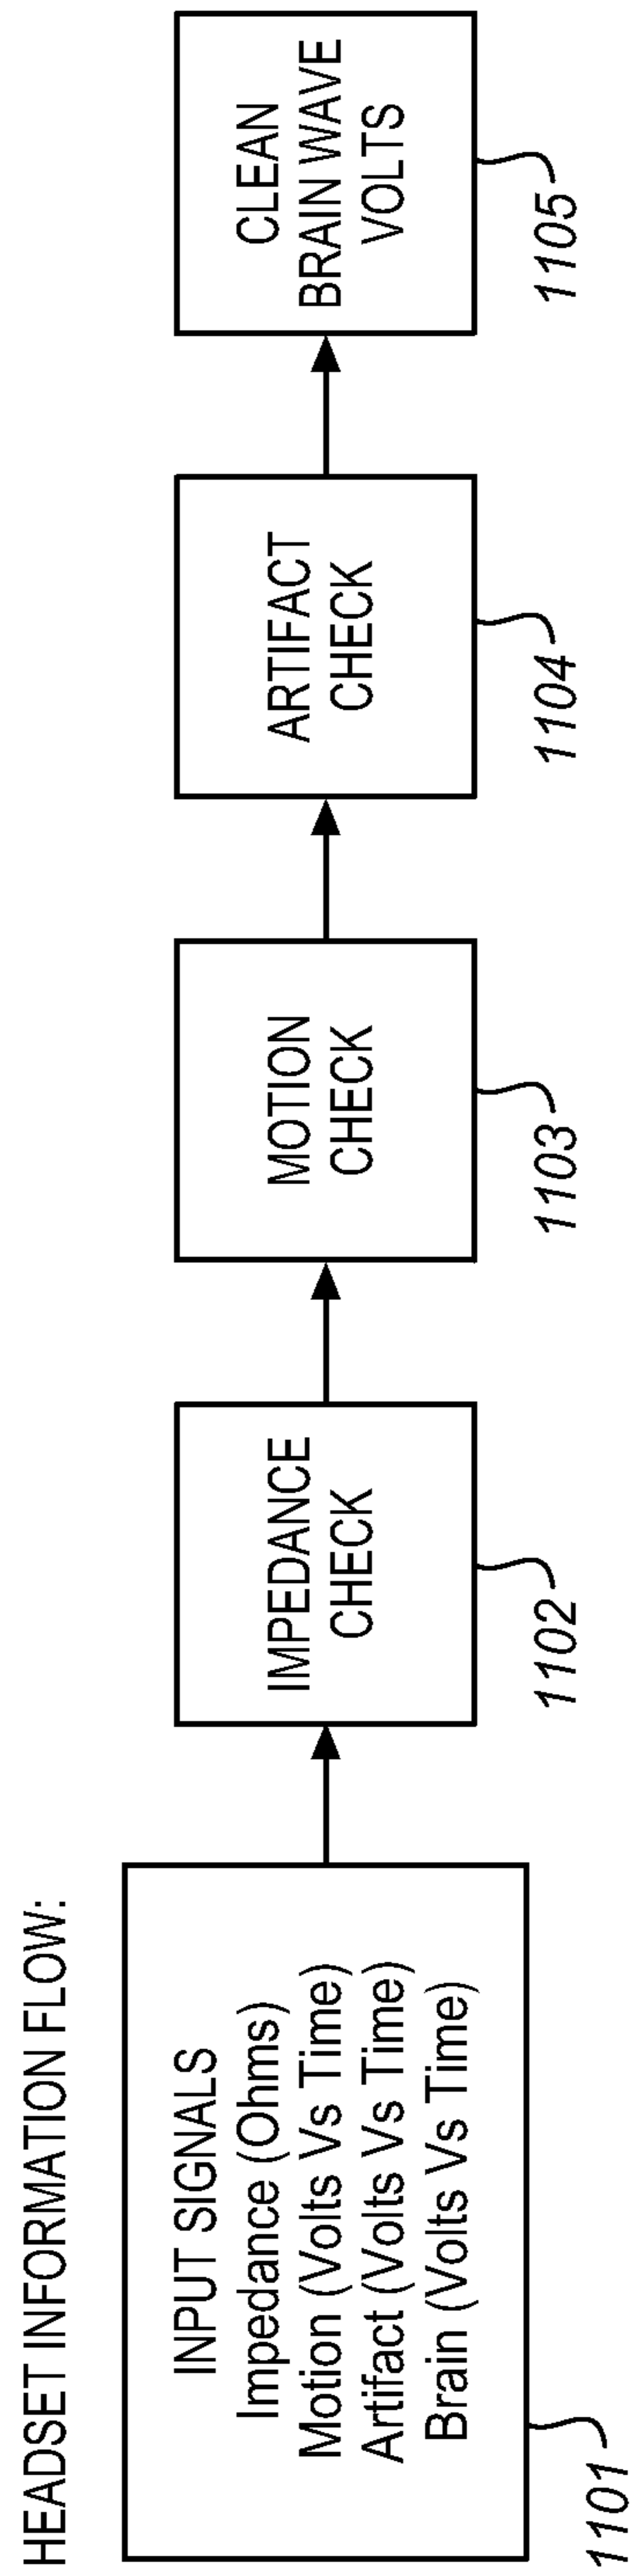 HEADSET INFORMATION FLOW:
INPUT SIGNALS
Impedance (Ohms)
Motion (Volts Vs Time)
Artifact (Volts Vs Time)
Brain (Volts Vs Time)
1101
IMPEDANCE
CHECK
1102
MOTION
CHECK
1103
ARTIFACT
CHECK
1104
CLEAN
BRAIN WAVE
VOLTS
1105